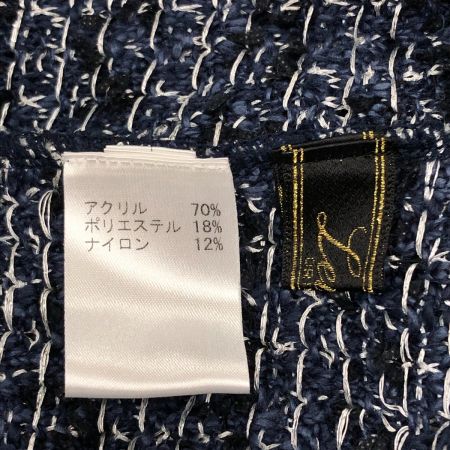 アクリル 70%
ポリエステル 18%
ナイロン 12%